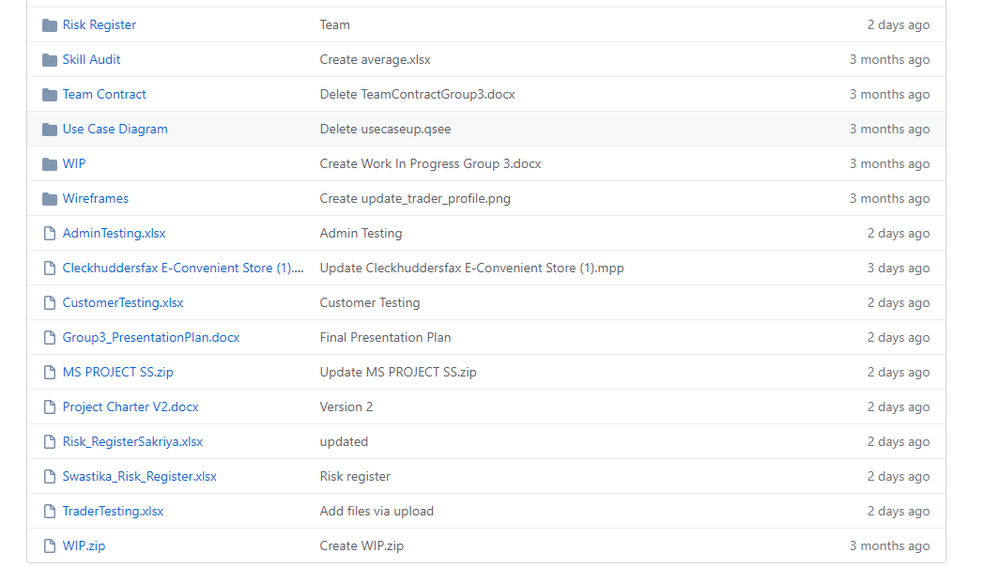 Risk Register Team 2 days ago
Skill Audit Create average.xlsx 3 months ago
Team Contract Delete TeamContractGroup3.docx 3 months ago
Use Case Diagram Delete usecaseup.qsee 3 months ago
WIP Create Work In Progress Group 3.docx 3 months ago
Wireframes Create update_trader_profile.png 3 months ago
AdminTesting.xlsx Admin Testing 2 days ago
Cleckhuddersfax E-Convenient Store (1).... Update Cleckhuddersfax E-Convenient Store (1).mpp 3 days ago
CustomerTesting.xlsx Customer Testing 2 days ago
Group3_PresentationPlan.docx Final Presentation Plan 2 days ago
MS PROJECT SS.zip Update MS PROJECT SS.zip 2 days ago
Project Charter V2.docx Version 2 2 days ago
Risk_RegisterSakriya.xlsx updated 2 days ago
Swastika_Risk_Register.xlsx Risk register 2 days ago
TraderTesting.xlsx Add files via upload 2 days ago
WIP.zip Create WIP.zip 3 months ago